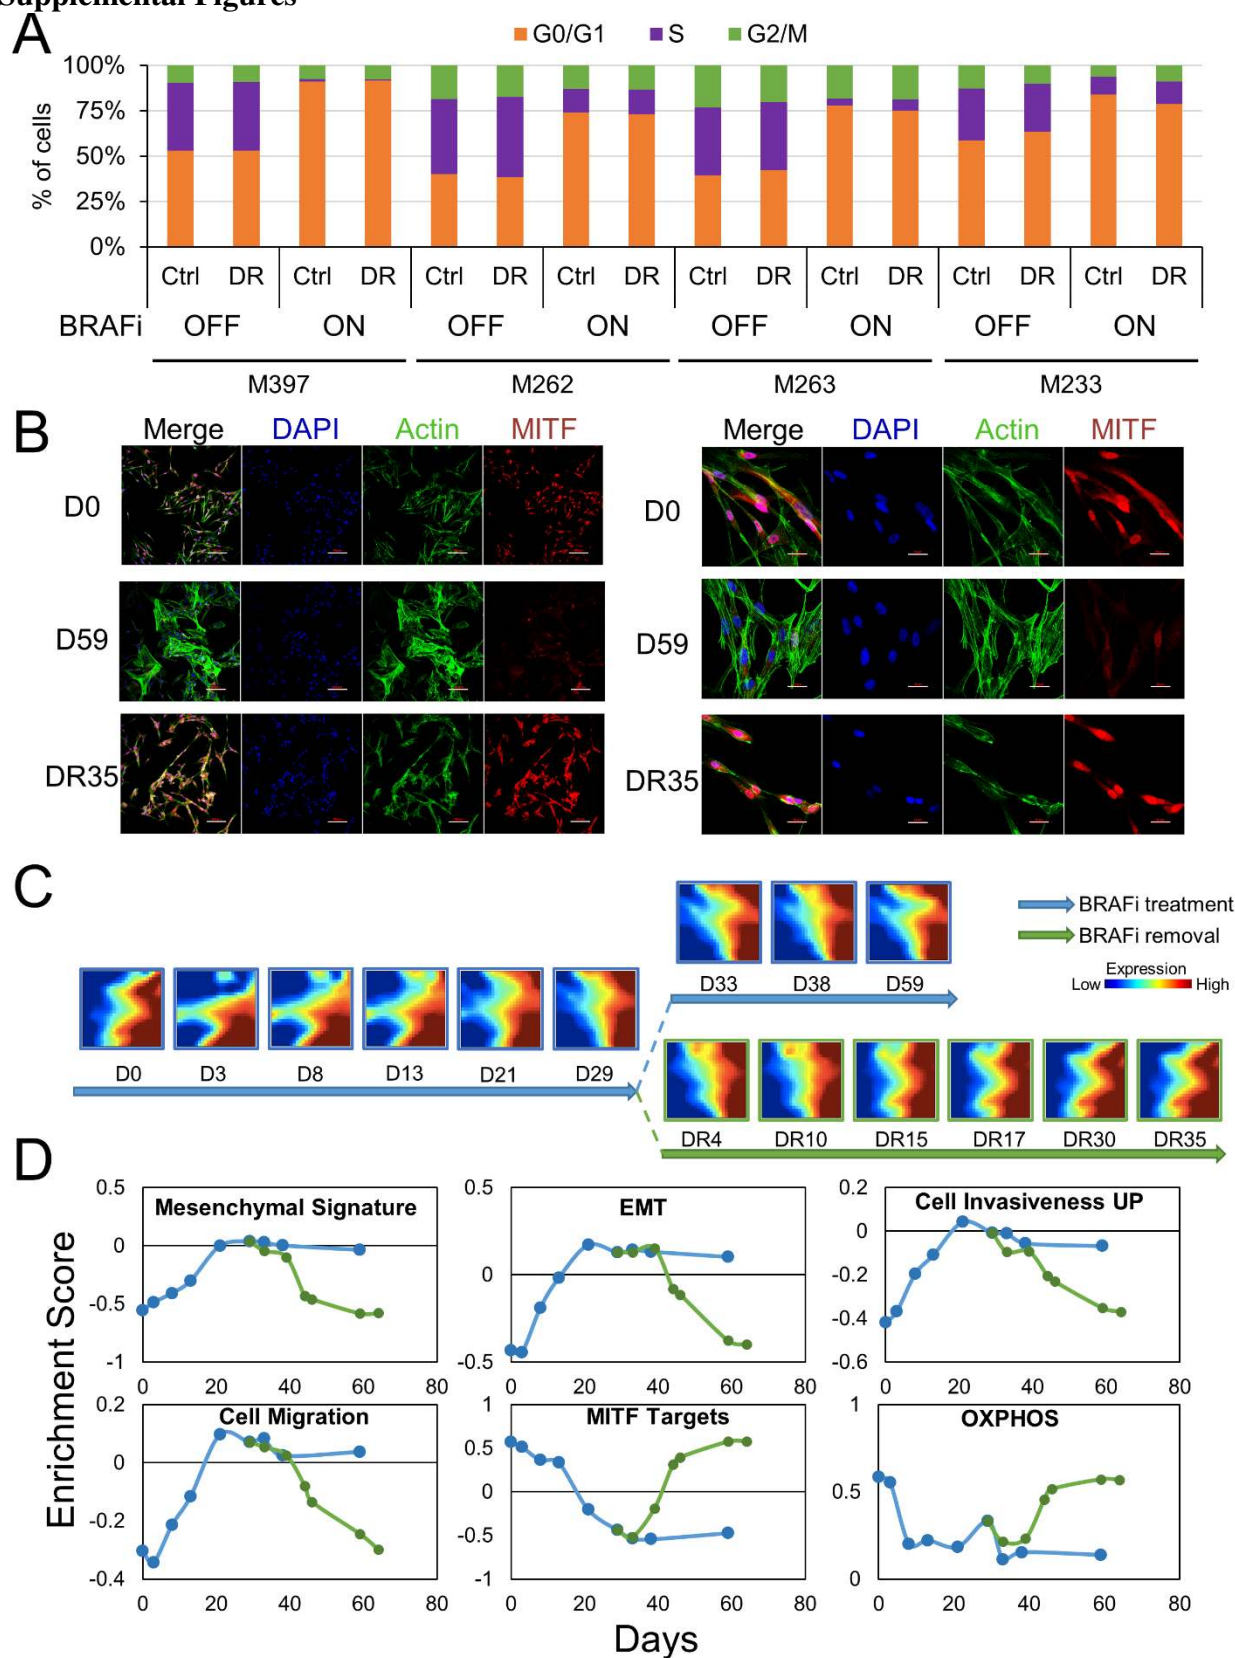 Supplemental Figures
A
G0/G1 S G2/M
% of cells
100%
75%
50%
25%
0%
Ctrl DR Ctrl DR Ctrl DR Ctrl DR Ctrl DR Ctrl DR Ctrl DR Ctrl DR
BRAFi OFF ON OFF ON OFF ON OFF ON
M397 M262 M263 M233
B
Merge DAPI Actin MITF Merge DAPI Actin MITF
D0 D0
D59 D59
DR35 DR35
C
BRAFi treatment
BRAFi removal
Expression
Low High
D33 D38 D59
D0 D3 D8 D13 D21 D29
DR4 DR10 DR15 DR17 DR30 DR35
D
Enrichment Score
Mesenchymal Signature
0.5
0
-0.5
-1
0 20 40 60 80
EMT
0.5
0
-0.5
0 20 40 60 80
Cell Invasiveness UP
0.2
0
-0.2
-0.4
-0.6
0 20 40 60 80
Cell Migration
0.2
0
-0.2
-0.4
0 20 40 60 80
MITF Targets
1
0.5
0
-0.5
-1
0 20 40 60 80
OXPHOS
1
0.5
0
0 20 40 60 80
Days